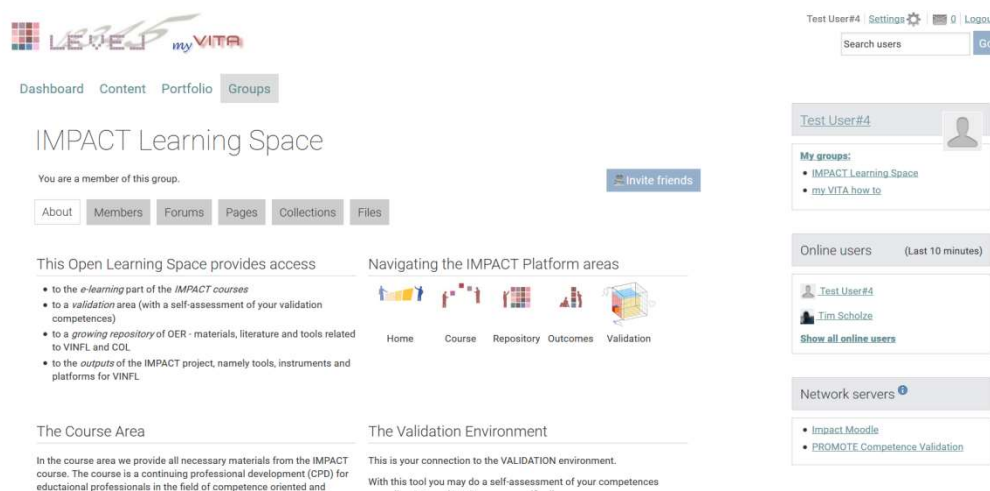 LEVEL5 my VITA
Test User#4 Settings 0 Logou
Search users Go
Dashboard Content Portfolio Groups
IMPACT Learning Space
You are a member of this group.
Invite friends
About Members Forums Pages Collections Files
This Open Learning Space provides access
to the e-learning part of the IMPACT courses
to a validation area (with a self-assessment of your validation
competences)
to a growing repository of OER - materials, literature and tools related
to VINFL and COL
to the outputs of the IMPACT project, namely tools, instruments and
platforms for VINFL
Navigating the IMPACT Platform areas
Home Course Repository Outcomes Validation
The Course Area
In the course area we provide all necessary materials from the IMPACT
course. The course is a continuing professional development (CPD) for
eductaional professionals in the field of competence oriented and
The Validation Environment
This is your connection to the VALIDATION environment.
With this tool you may do a self-assessment of your competences
Test User#4
My groups:
IMPACT Learning Space
my VITA how to
Online users (Last 10 minutes)
Test User#4
Tim Scholze
Show all online users
Network servers
Impact Moodle
PROMOTE Competence Validation